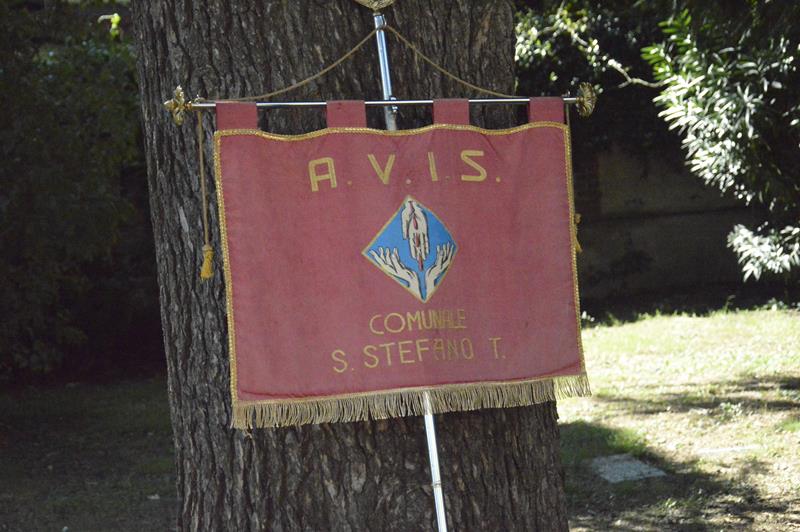 A.V.I.S.
COMUNALE
S. STEFANO T.